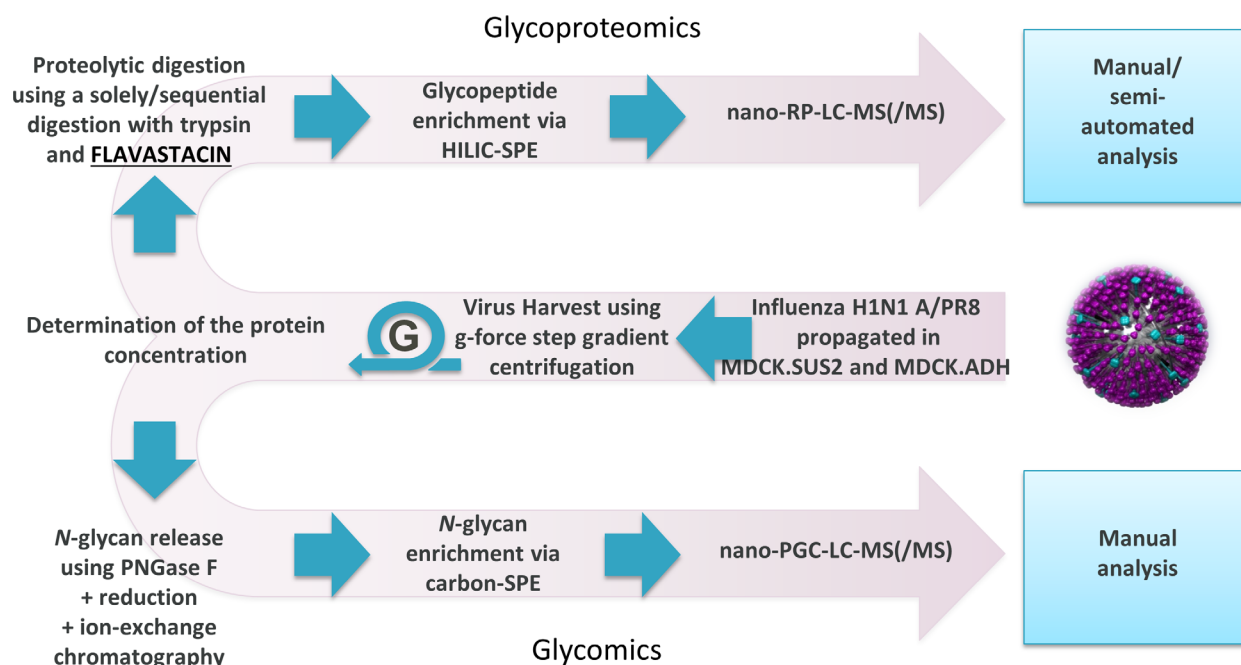 Glycoproteomics
Proteolytic digestion
using a solely/sequential
digestion with trypsin
and FLAVASTACIN
Glycopeptide
enrichment via
HILIC-SPE
nano-RP-LC-MS(/MS)
Manual/
semi-
automated
analysis
Determination of the protein
concentration
G
Virus Harvest using
g-force step gradient
centrifugation
Influenza H1N1 A/PR8
propagated in
MDCK.SUS2 and MDCK.ADH
N-glycan release
using PNGase F
+ reduction
+ ion-exchange
chromatography
N-glycan
enrichment via
carbon-SPE
nano-PGC-LC-MS(/MS)
Manual
analysis
Glycomics